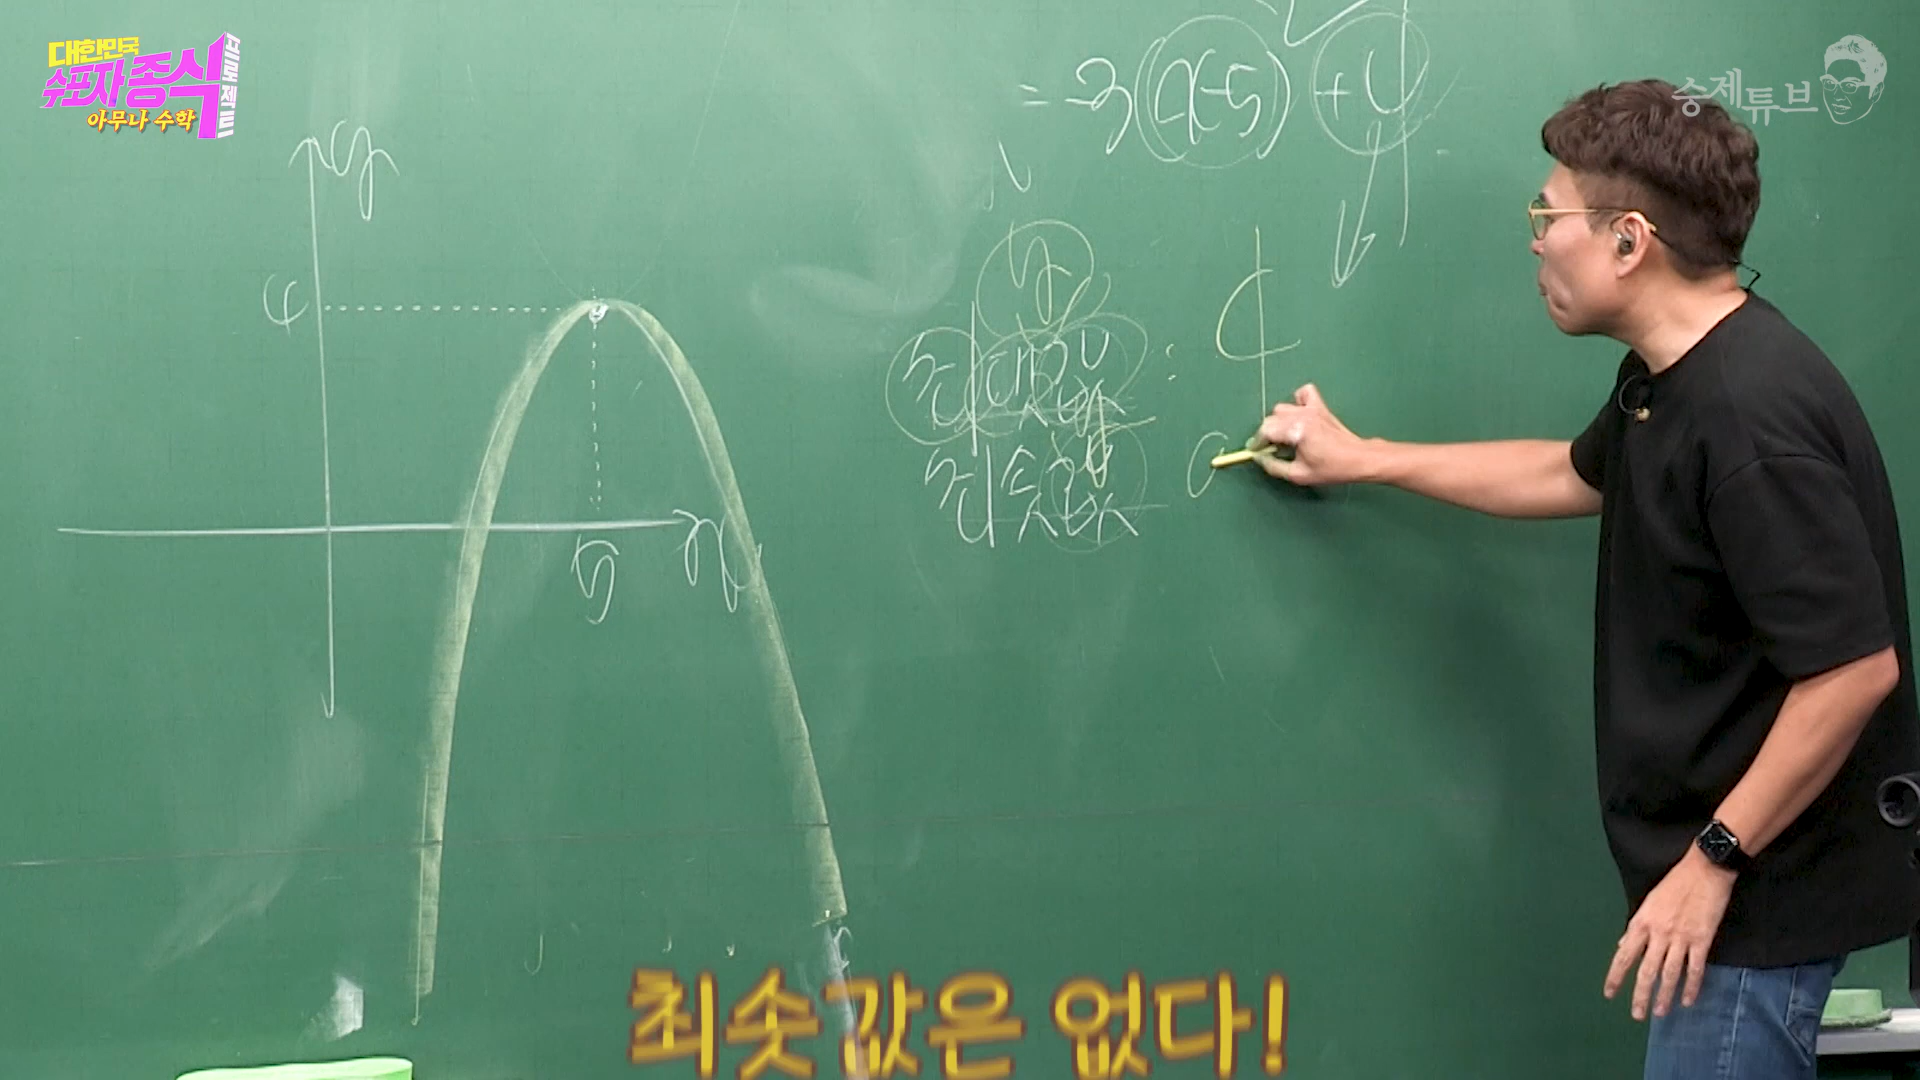 대한민국
수포자 종식
프로젝트!
아무나 수학
승제튜브
= -3(x-5) +4
y
4
5
x
y
최댓값 : 4
최솟값
최솟값은 없다!